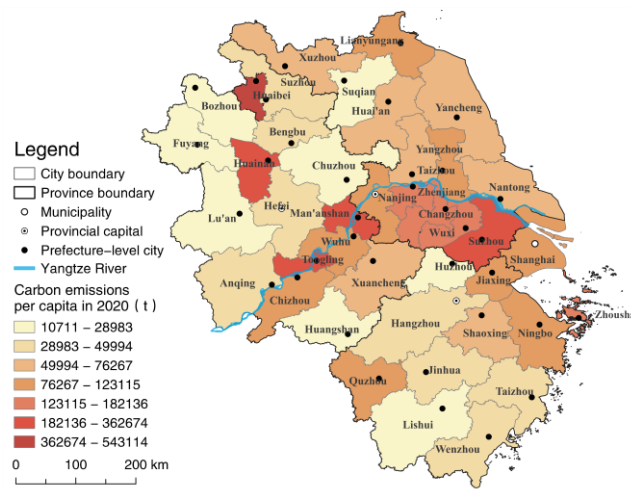 Lianyungang
Xuzhou
Suzhou
Suqian
Huaibei
Huai'an
Bozhou
Yancheng
Bengbu
Fuyang
Yangzhou
Huainan
Chuzhou
Taizhou
Zhenjiang
Nanjing
Nantong
Lu'an
Hefei
Man'anshan
Changzhou
Wuxi
Wuhu
Suzhou
Shanghai
Tongling
Huzhou
Anqing
Xuancheng
Jiaxing
Chizhou
Zhousha
Hangzhou
Huangshan
Shaoxing
Ningbo
Jinhua
Quzhou
Taizhou
Lishui
Wenzhou
Legend
City boundary
Province boundary
Municipality
Provincial capital
Prefecture-level city
Yangtze River
Carbon emissions
per capita in 2020 ( t )
10711 – 28983
28983 – 49994
49994 – 76267
76267 – 123115
123115 – 182136
182136 – 362674
362674 – 543114
0 100 200 km